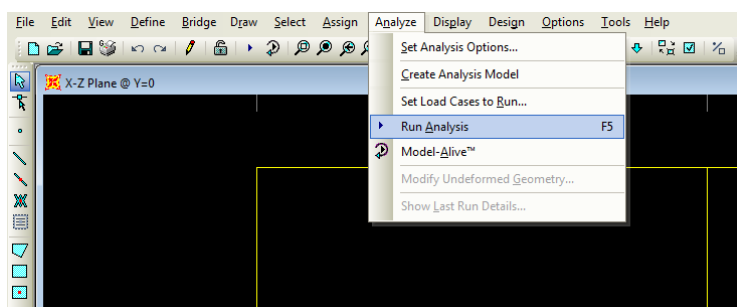 File Edit View Define Bridge Draw Select Assign Analyze Display Design Options Tools Help
X-Z Plane @ Y=0
Set Analysis Options...
Create Analysis Model
Set Load Cases to Run...
Run Analysis F5
Model-Alive™
Modify Undeformed Geometry...
Show Last Run Details...